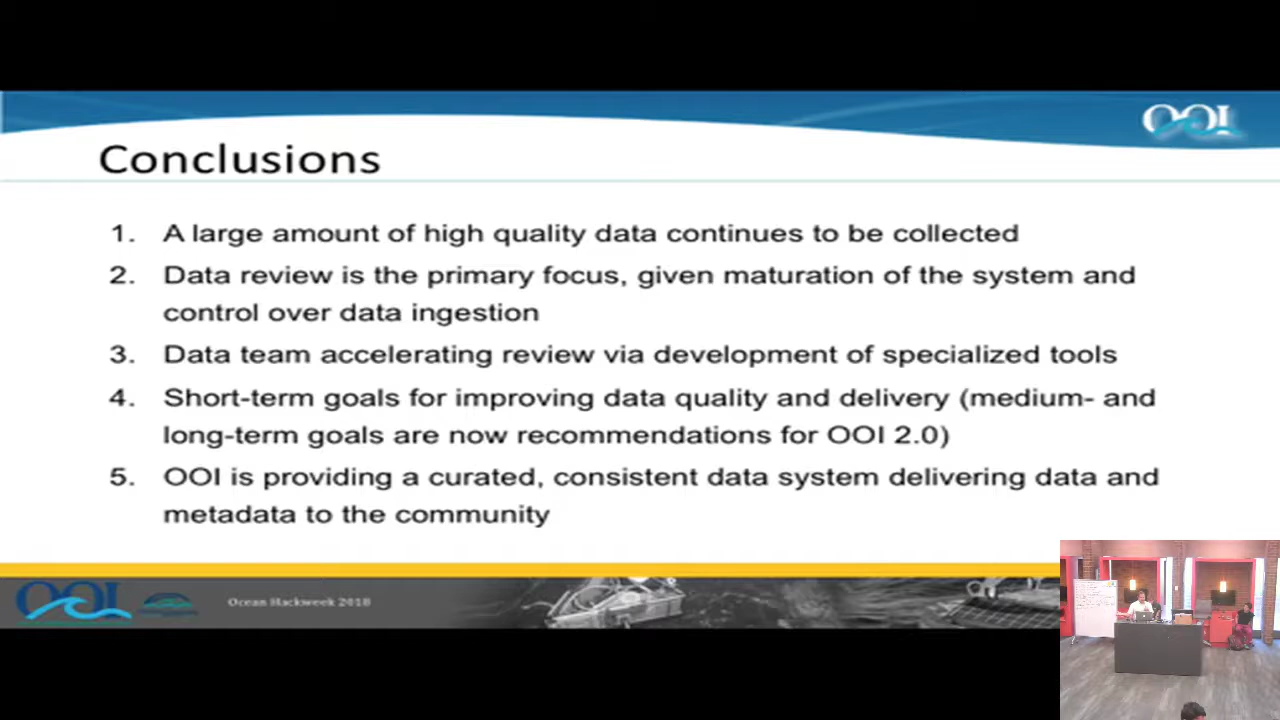 OOI
Conclusions
1. A large amount of high quality data continues to be collected
2. Data review is the primary focus, given maturation of the system and
control over data ingestion
3. Data team accelerating review via development of specialized tools
4. Short-term goals for improving data quality and delivery (medium- and
long-term goals are now recommendations for OOI 2.0)
5. OOI is providing a curated, consistent data system delivering data and
metadata to the community
OOI
Ocean Hackweek 2018